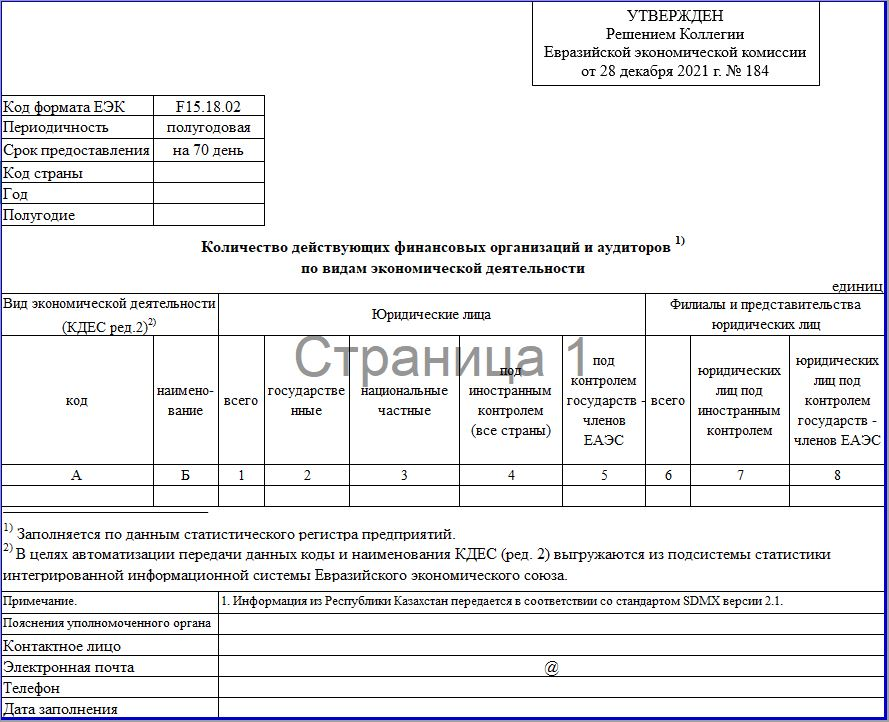 УТВЕРЖДЕН
Решением Коллегии
Евразийской экономической комиссии
от 28 декабря 2021 г. № 184
Код формата ЕЭК F15.18.02
Периодичность полугодовая
Срок предоставления на 70 день
Код страны
Год
Полугодие
Количество действующих финансовых организаций и аудиторов 1)
по видам экономической деятельности
единиц
Вид экономической деятельности
(КДЕС ред.2)2)
Юридические лица
Филиалы и представительства
юридических лиц
код
наимено-
вание
всего
государстве
нные
национальные
частные
под
иностранным
контролем
(все страны)
под
контролем
государств -
членов
ЕАЭС
всего
юридических
лиц под
иностранным
контролем
юридических
лиц под
контролем
государств -
членов ЕАЭС
Страница 1
А Б 1 2 3 4 5 6 7 8
1) Заполняется по данным статистического регистра предприятий.
2) В целях автоматизации передачи данных коды и наименования КДЕС (ред. 2) выгружаются из подсистемы статистики
интегрированной информационной системы Евразийского экономического союза.
Примечание. 1. Информация из Республики Казахстан передается в соответствии со стандартом SDMX версии 2.1.
Пояснения уполномоченного органа
Контактное лицо
Электронная почта @
Телефон
Дата заполнения